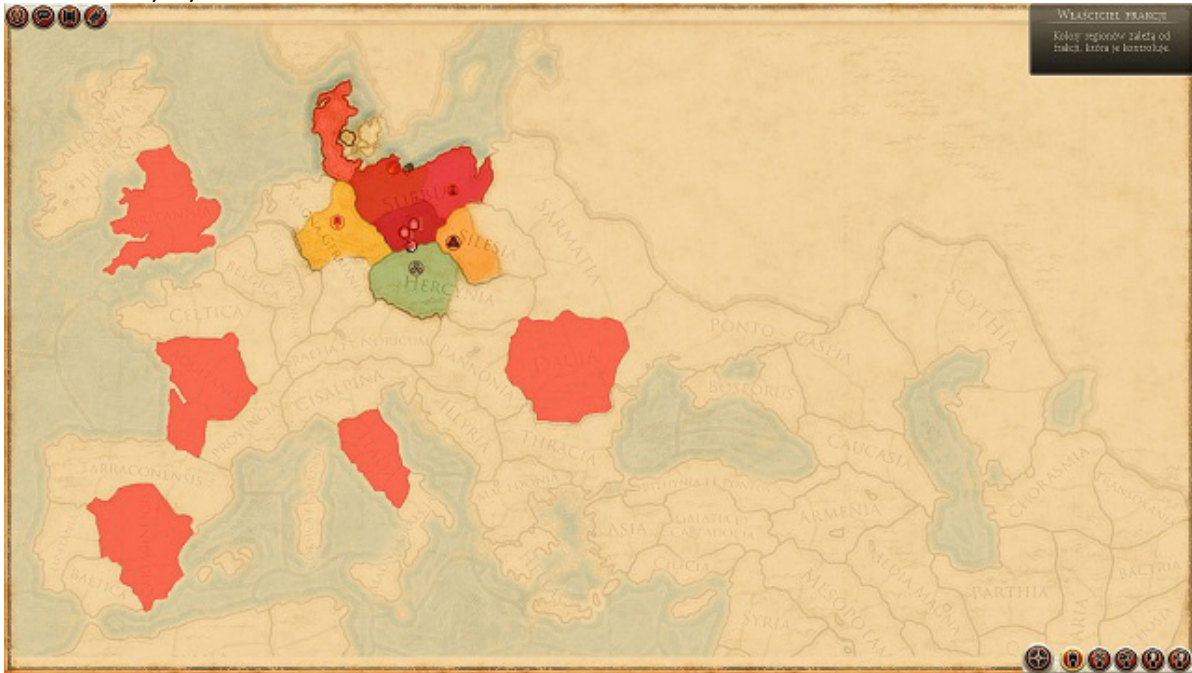 WŁAŚCICIEL FRAKCJI
Kolory regionów zależą od
frakcji, która je kontroluje.
CALEDONIA
HIBERNIA
BRITANNIA
MAGNA GERMANIA
SUEBIA
SILESIA
HERCYNIA
SARMATIA
BELGICA
CELTICA
RAETIA ET NORICUM
PANNONIA
DACIA
PONTO-CASPIA
SCYTHIA
AQUITANIA
PROVINCIA
CISALPINA
ILLYRIA
THRACIA
BOSPORUS
CAUCASIA
TARRACONENSIS
ITALIA
MACEDONIA
BITHYNIA ET PONTUS
ASIA
GALATIA ET
CAPPADOCIA
ARMENIA
CHORASMIA
TRANSOXANIA
BAETICA
CILICIA
MEDIA MAGNA
PARTHIA
BACTRIA
SYRIA
MESOPOTA